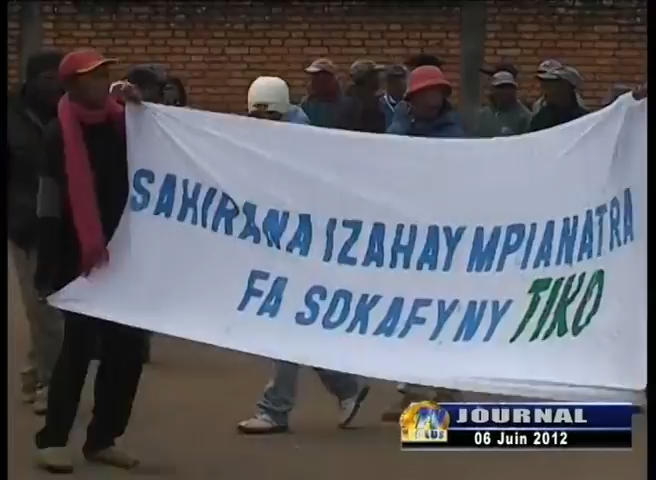 SAHIRANA IZAHAY MPIANATRA
FA SOKAFY NY TIKO
JOURNAL
06 Juin 2012